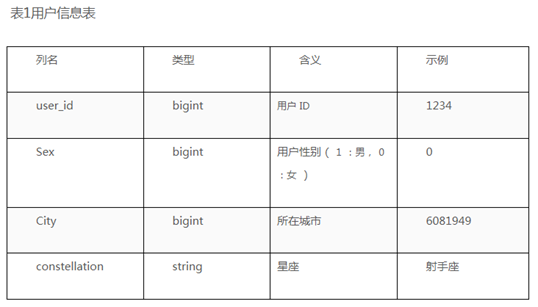 表1用户信息表
列名 类型 含义 示例
user_id bigint 用户 ID 1234
Sex bigint 用户性别( 1 :男, 0 0
:女 )
City bigint 所在城市 6081949
constellation string 星座 射手座